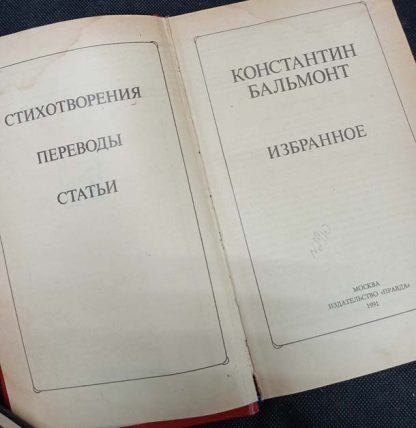 СТИХОТВОРЕНИЯ
ПЕРЕВОДЫ
СТАТЬИ
КОНСТАНТИН
БАЛЬМОНТ
ИЗБРАННОЕ
МОСКВА
ИЗДАТЕЛЬСТВО «ПРАВДА»
1991